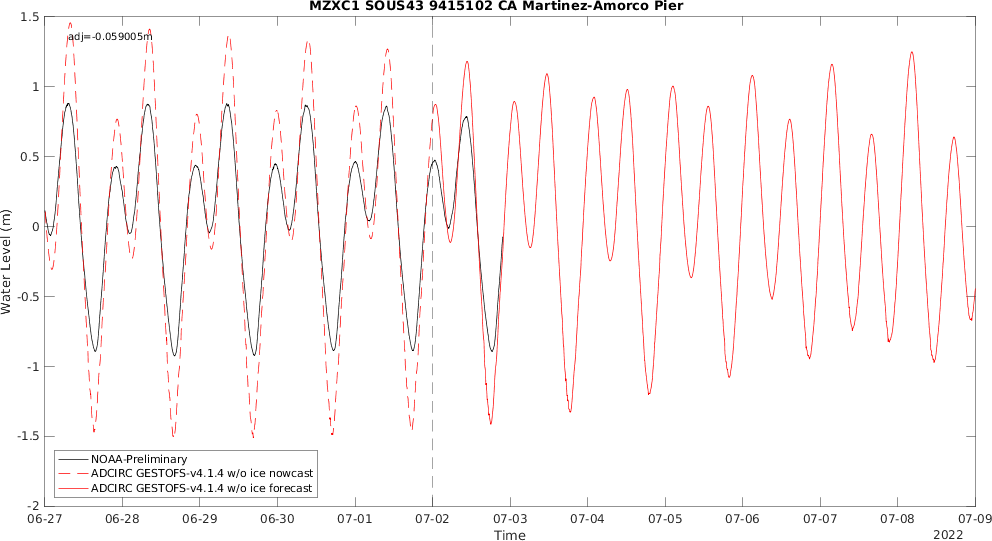 MZXC1 SOUS43 9415102 CA Martinez-Amorco Pier
adj=-0.059005m
Water Level (m)
1.5
1
0.5
0
-0.5
-1
-1.5
-2
NOAA-Preliminary
ADCIRC GESTOFS-v4.1.4 w/o ice nowcast
ADCIRC GESTOFS-v4.1.4 w/o ice forecast
06-27 06-28 06-29 06-30 07-01 07-02 07-03 07-04 07-05 07-06 07-07 07-08 07-09
Time
2022